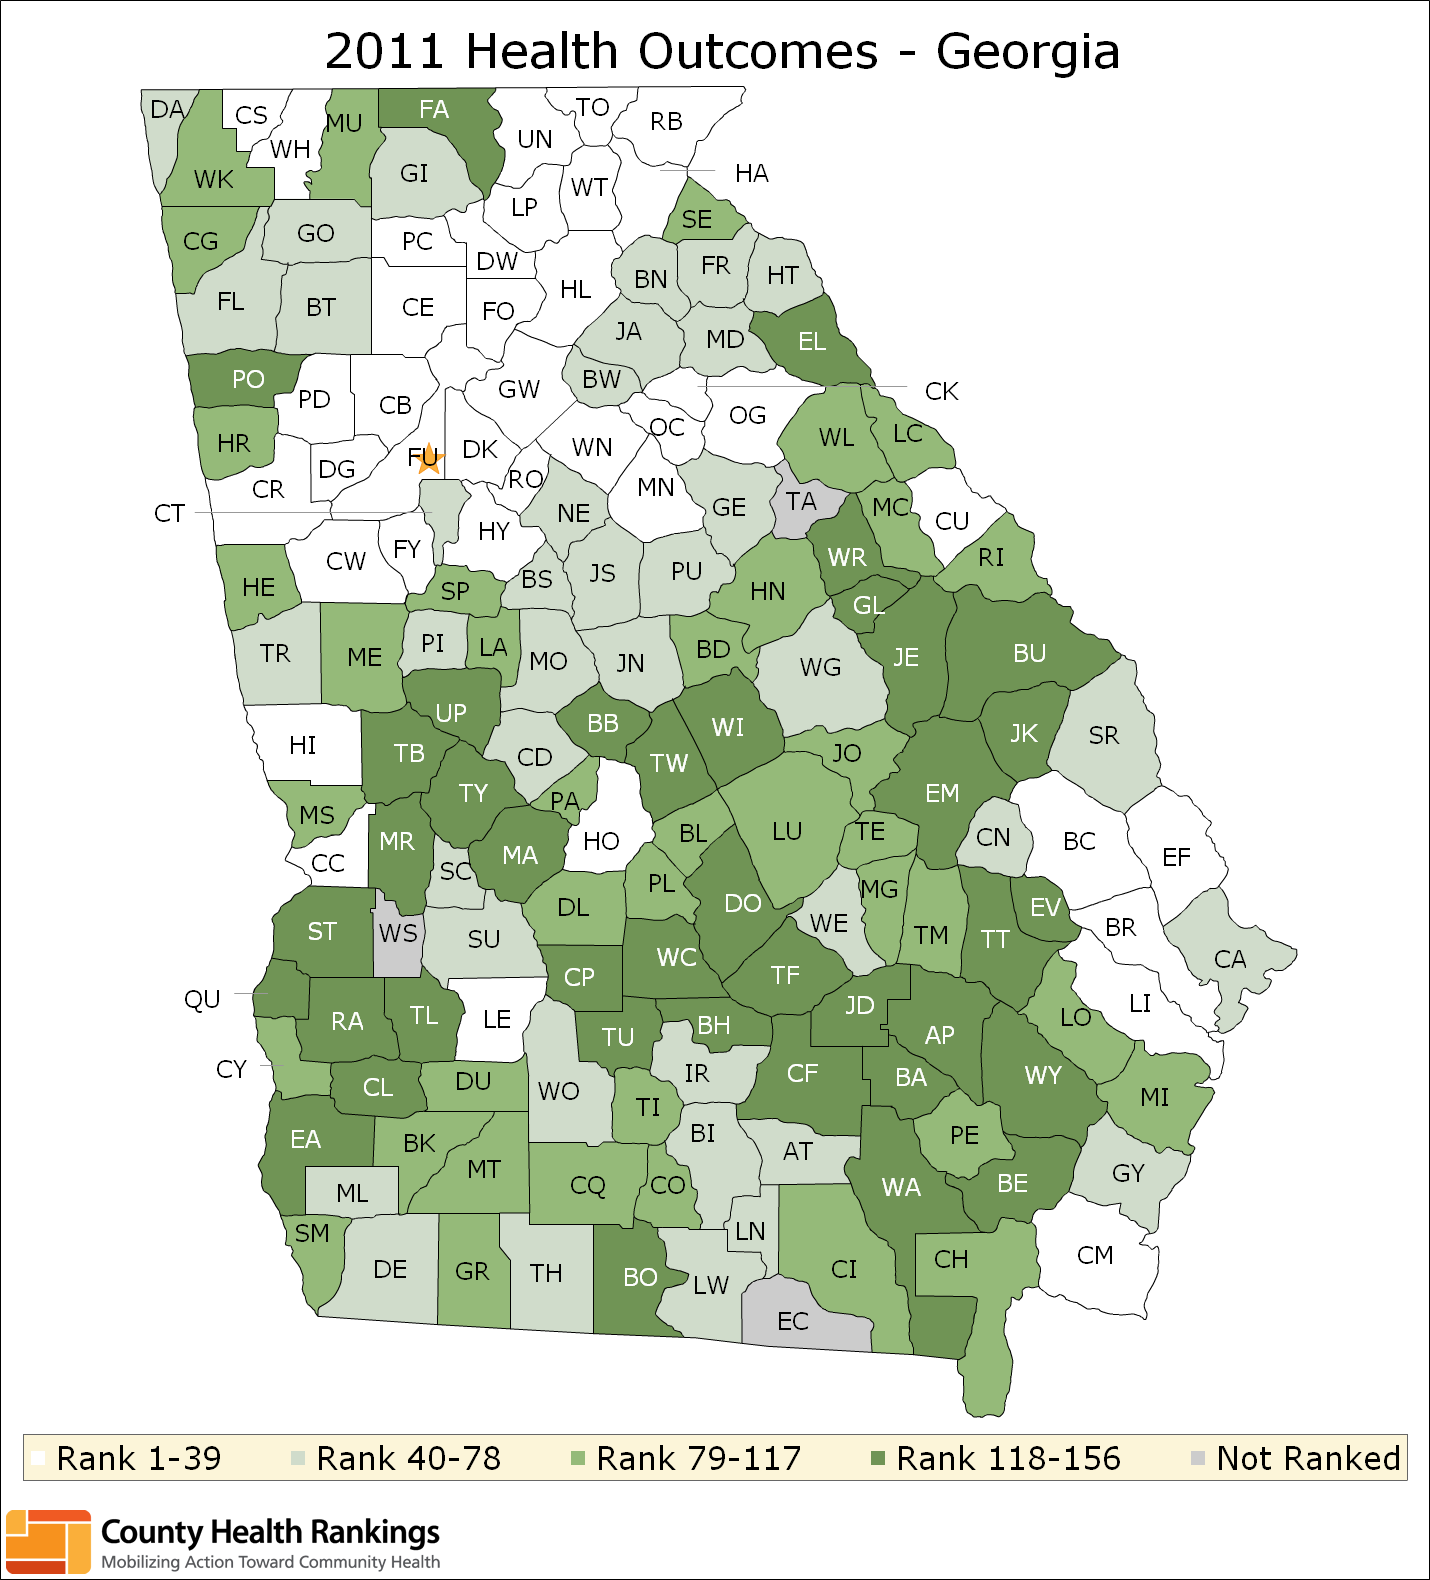 2011 Health Outcomes - Georgia
DA
CS
MU
FA
TO
RB
WH
UN
WK
GI
WT
HA
LP
SE
CG
GO
PC
DW
BN
FR
HT
FL
BT
CE
FO
HL
JA
MD
EL
PO
PD
CB
GW
BW
CK
OG
OC
HR
FU
DK
WN
WL
LC
DG
CR
RO
MN
CT
NE
GE
TA
MC
CU
HY
CW
FY
BS
JS
PU
WR
RI
HE
SP
HN
GL
TR
ME
PI
LA
MO
JN
BD
WG
JE
BU
UP
BB
WI
HI
TB
CD
TW
JO
JK
SR
TY
PA
EM
MS
MR
MA
HO
BL
LU
TE
CN
BC
EF
CC
SC
PL
MG
ST
WS
SU
DL
DO
WE
TM
TT
EV
BR
WC
CA
QU
RA
TL
LE
CP
TF
JD
LI
TU
BH
AP
LO
CY
CL
DU
WO
IR
CF
BA
WY
MI
TI
EA
BK
MT
BI
AT
PE
ML
CQ
CO
WA
BE
GY
SM
LN
DE
GR
TH
BO
LW
CI
CH
CM
EC
Rank 1-39 Rank 40-78 Rank 79-117 Rank 118-156 Not Ranked
County Health Rankings
Mobilizing Action Toward Community Health